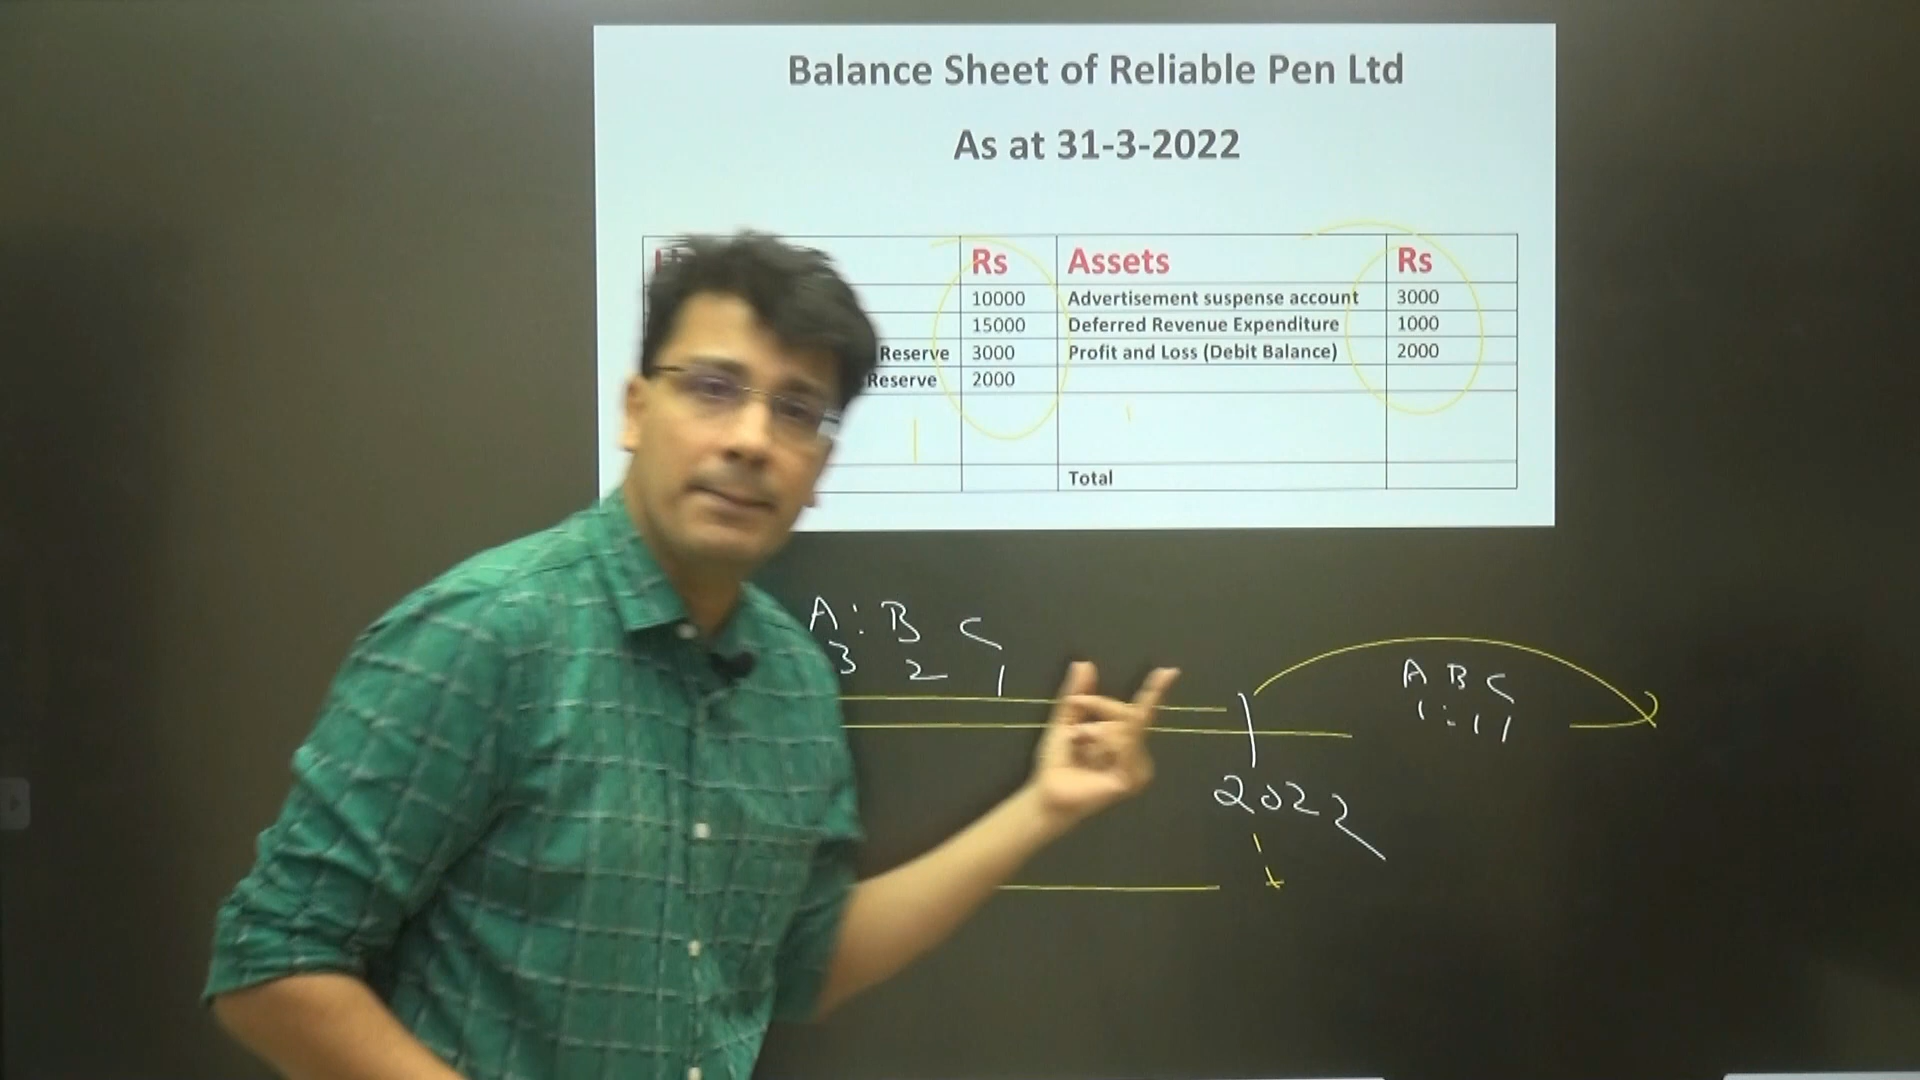 Balance Sheet of Reliable Pen Ltd
As at 31-3-2022
Rs Assets Rs
10000 Advertisement suspense account 3000
15000 Deferred Revenue Expenditure 1000
Reserve 3000 Profit and Loss (Debit Balance) 2000
Reserve 2000
Total
A : B C
3 2 1
A B C
1 : 1 1
2022